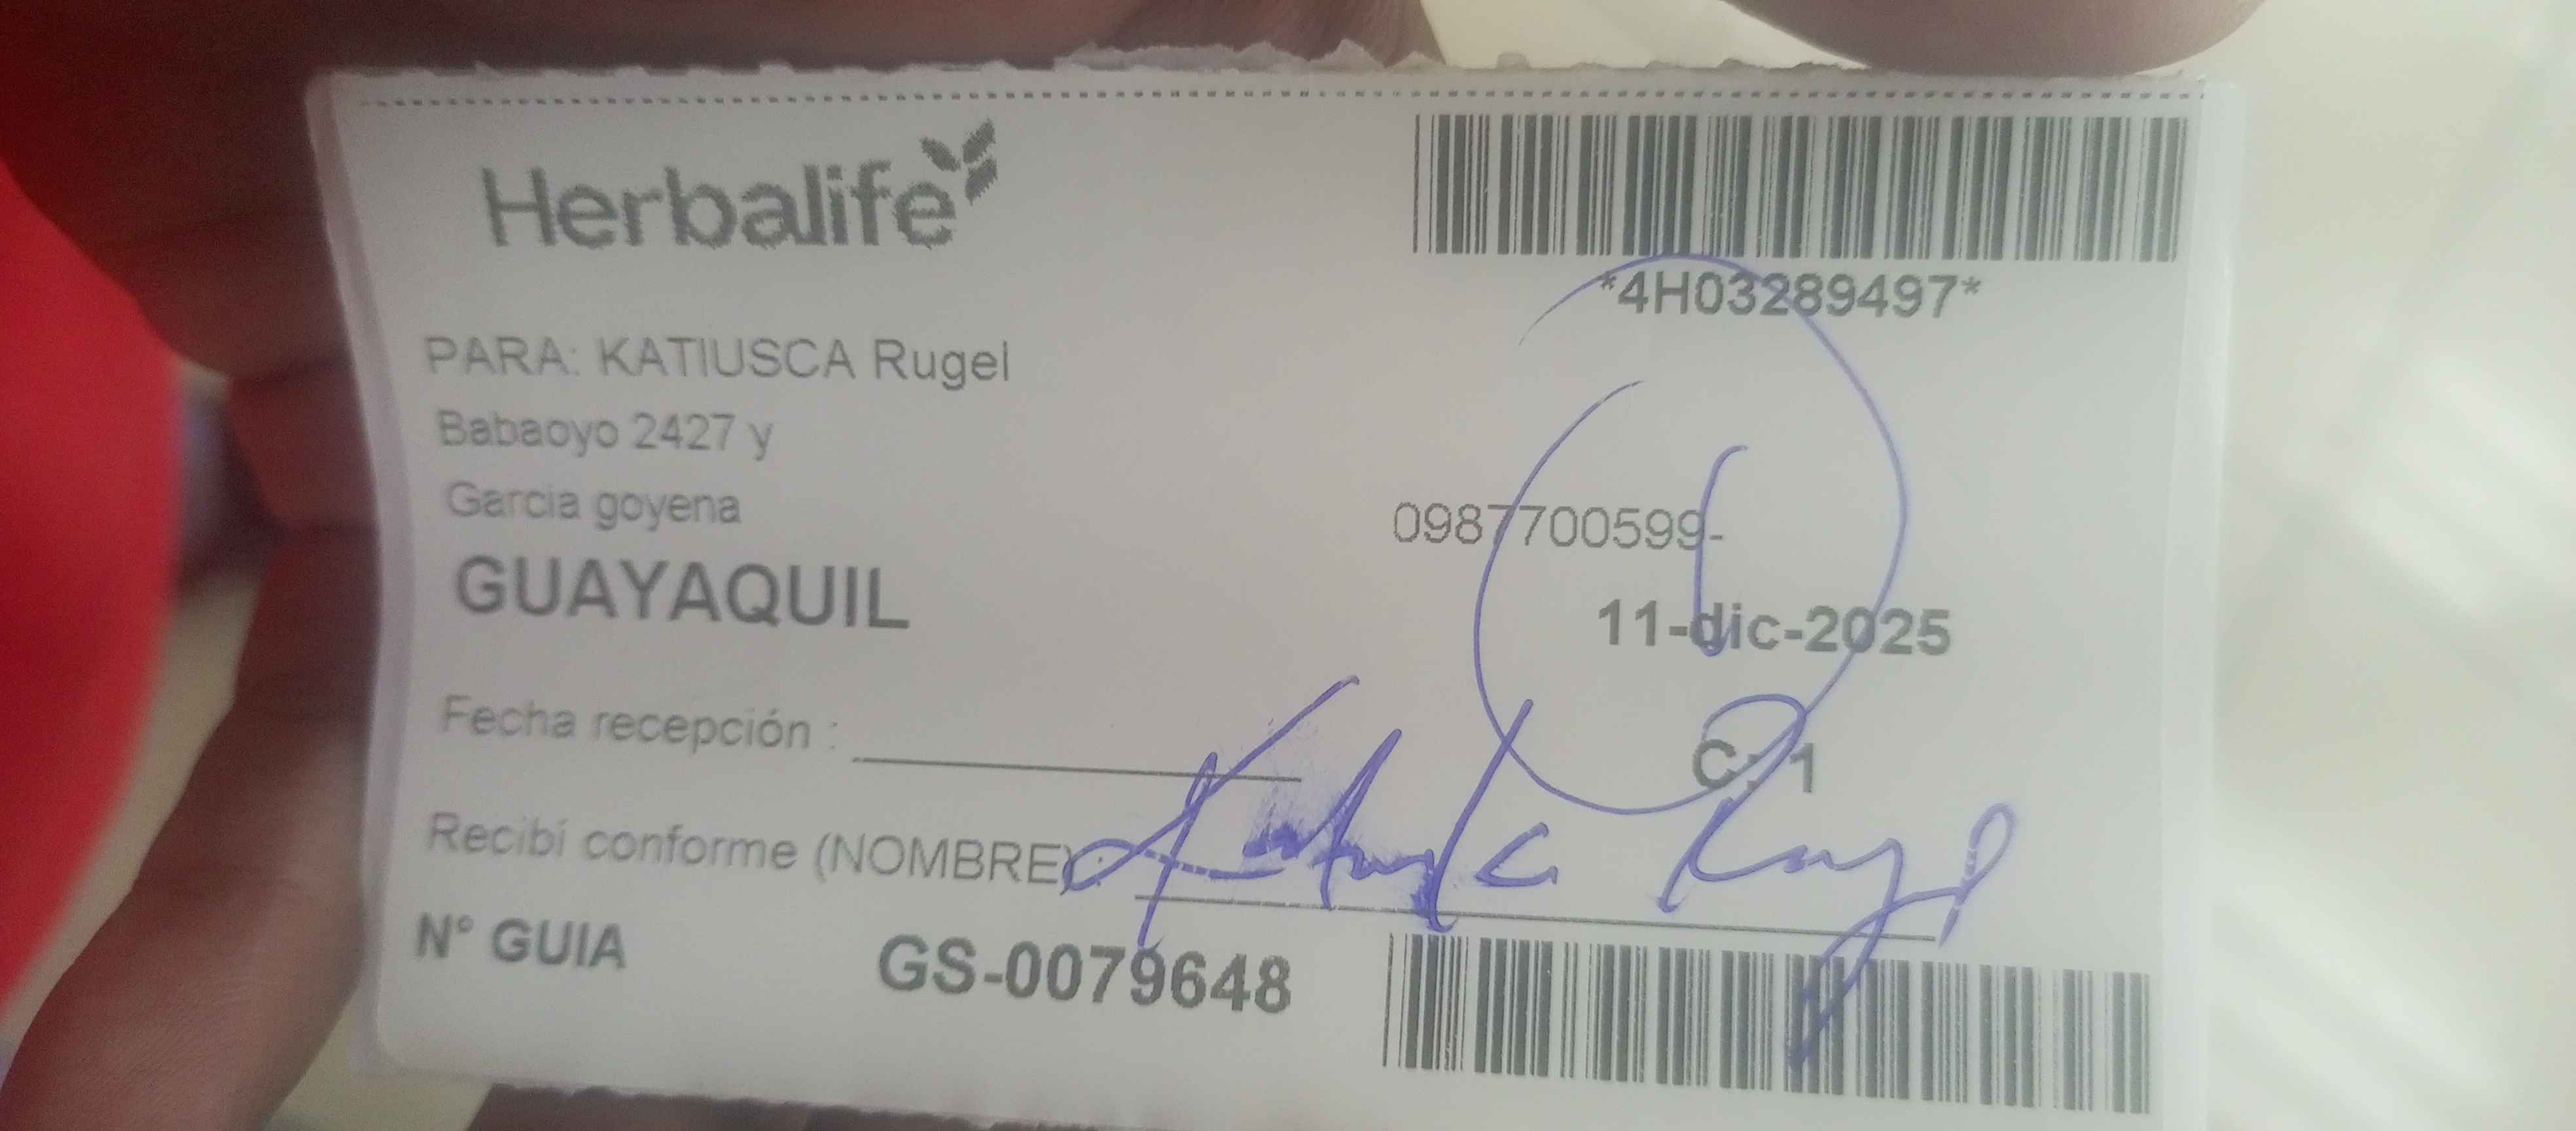 Herbalife
*4H03289497*
PARA: KATIUSCA Rugel
Babaoyo 2427 y
Garcia goyena
0987700599-
GUAYAQUIL
11-dic-2025
C: 1
Fecha recepción :
Recibí conforme (NOMBRE) :
N° GUIA GS-0079648